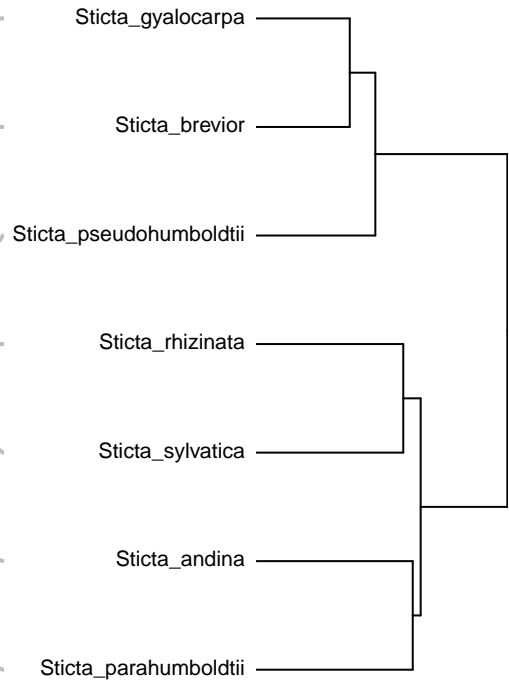 Sticta_gyalocarpa
Sticta_brevior
Sticta_pseudohumboldtii
Sticta_rhizinata
Sticta_sylvatica
Sticta_andina
Sticta_parahumboldtii